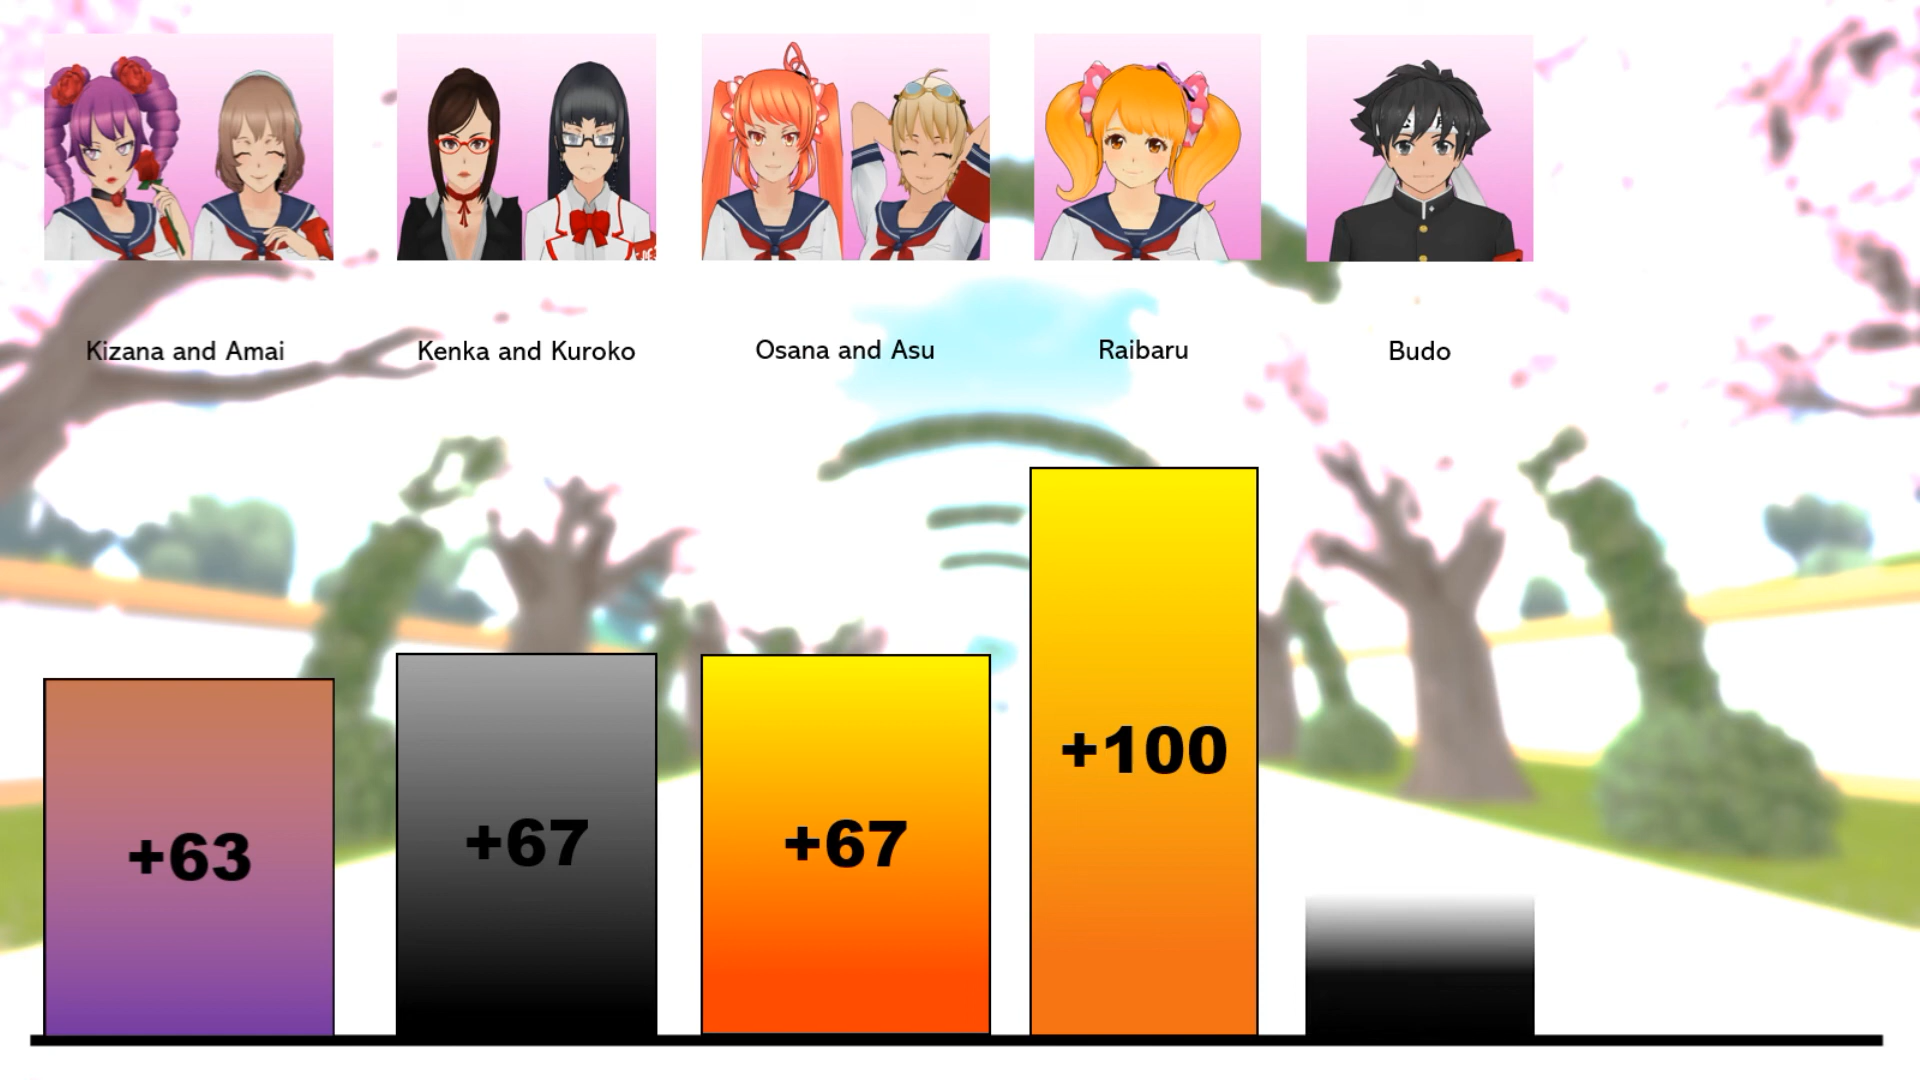 Kizana and Amai
Kenka and Kuroko
Osana and Asu
Raibaru
Budo
+63
+67
+67
+100